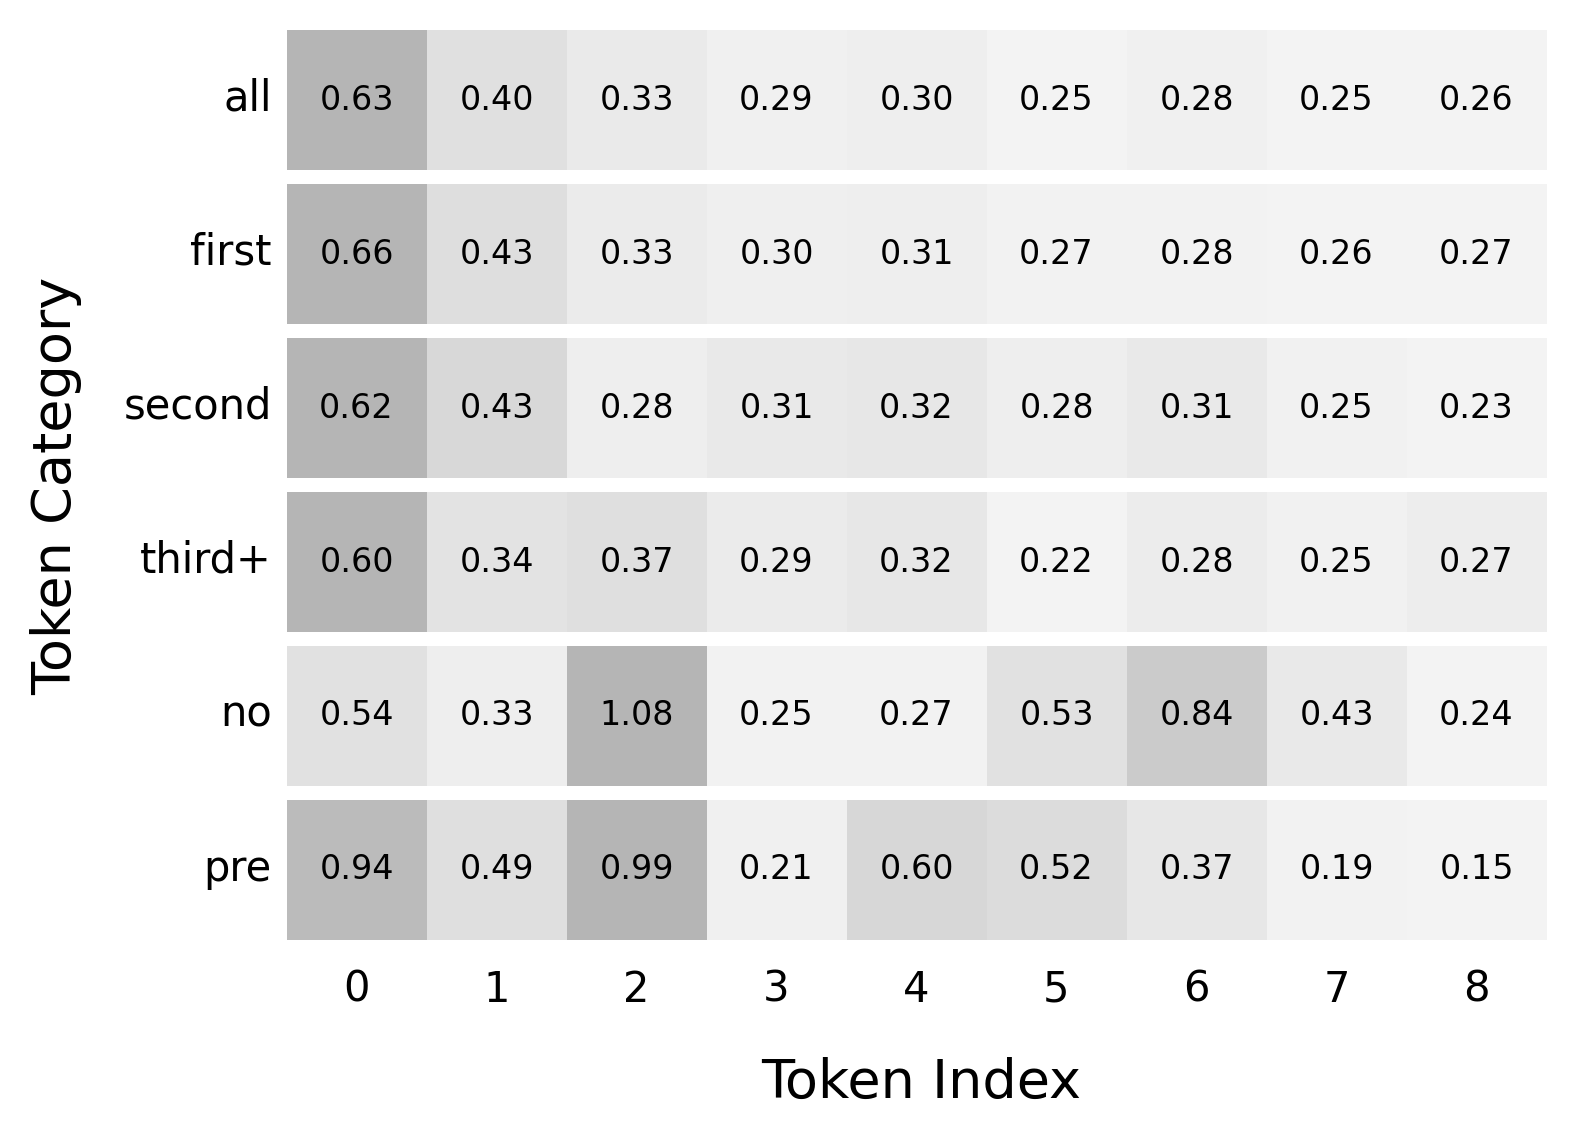 all 0.63 0.40 0.33 0.29 0.30 0.25 0.28 0.25 0.26
first 0.66 0.43 0.33 0.30 0.31 0.27 0.28 0.26 0.27
second 0.62 0.43 0.28 0.31 0.32 0.28 0.31 0.25 0.23
third+ 0.60 0.34 0.37 0.29 0.32 0.22 0.28 0.25 0.27
no 0.54 0.33 1.08 0.25 0.27 0.53 0.84 0.43 0.24
pre 0.94 0.49 0.99 0.21 0.60 0.52 0.37 0.19 0.15
0 1 2 3 4 5 6 7 8
Token Index
Token Category